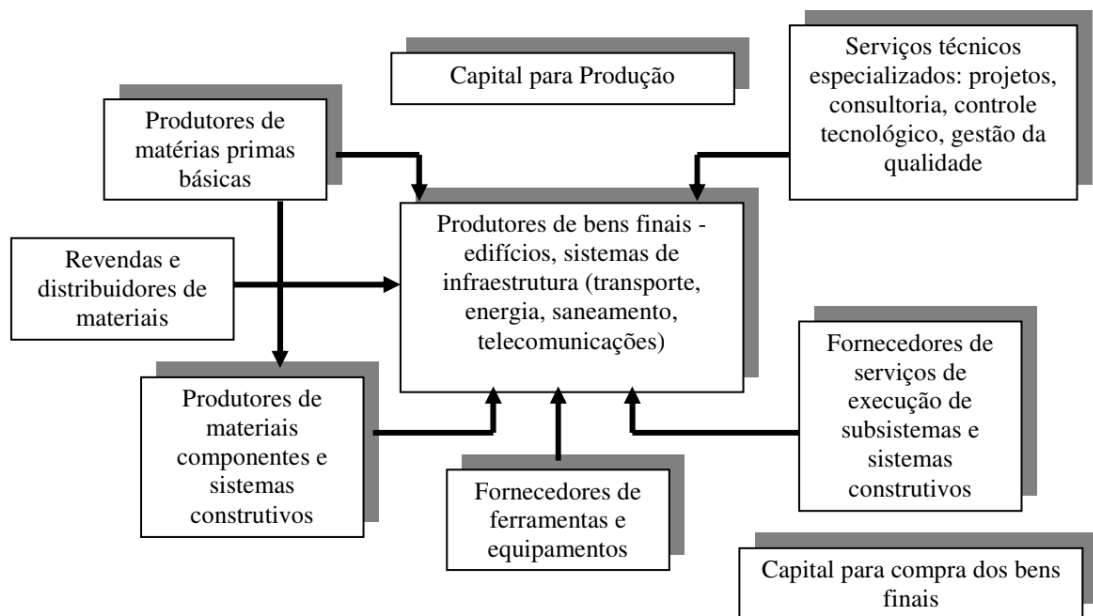 Capital para Produção
Serviços técnicos
especializados: projetos,
consultoria, controle
tecnológico, gestão da
qualidade
Produtores de
matérias primas
básicas
Produtores de bens finais -
edifícios, sistemas de
infraestrutura (transporte,
energia, saneamento,
telecomunicações)
Revendas e
distribuidores de
materiais
Fornecedores de
serviços de
execução de
subsistemas e
sistemas
construtivos
Produtores de
materiais
componentes e
sistemas
construtivos
Fornecedores de
ferramentas e
equipamentos
Capital para compra dos bens
finais